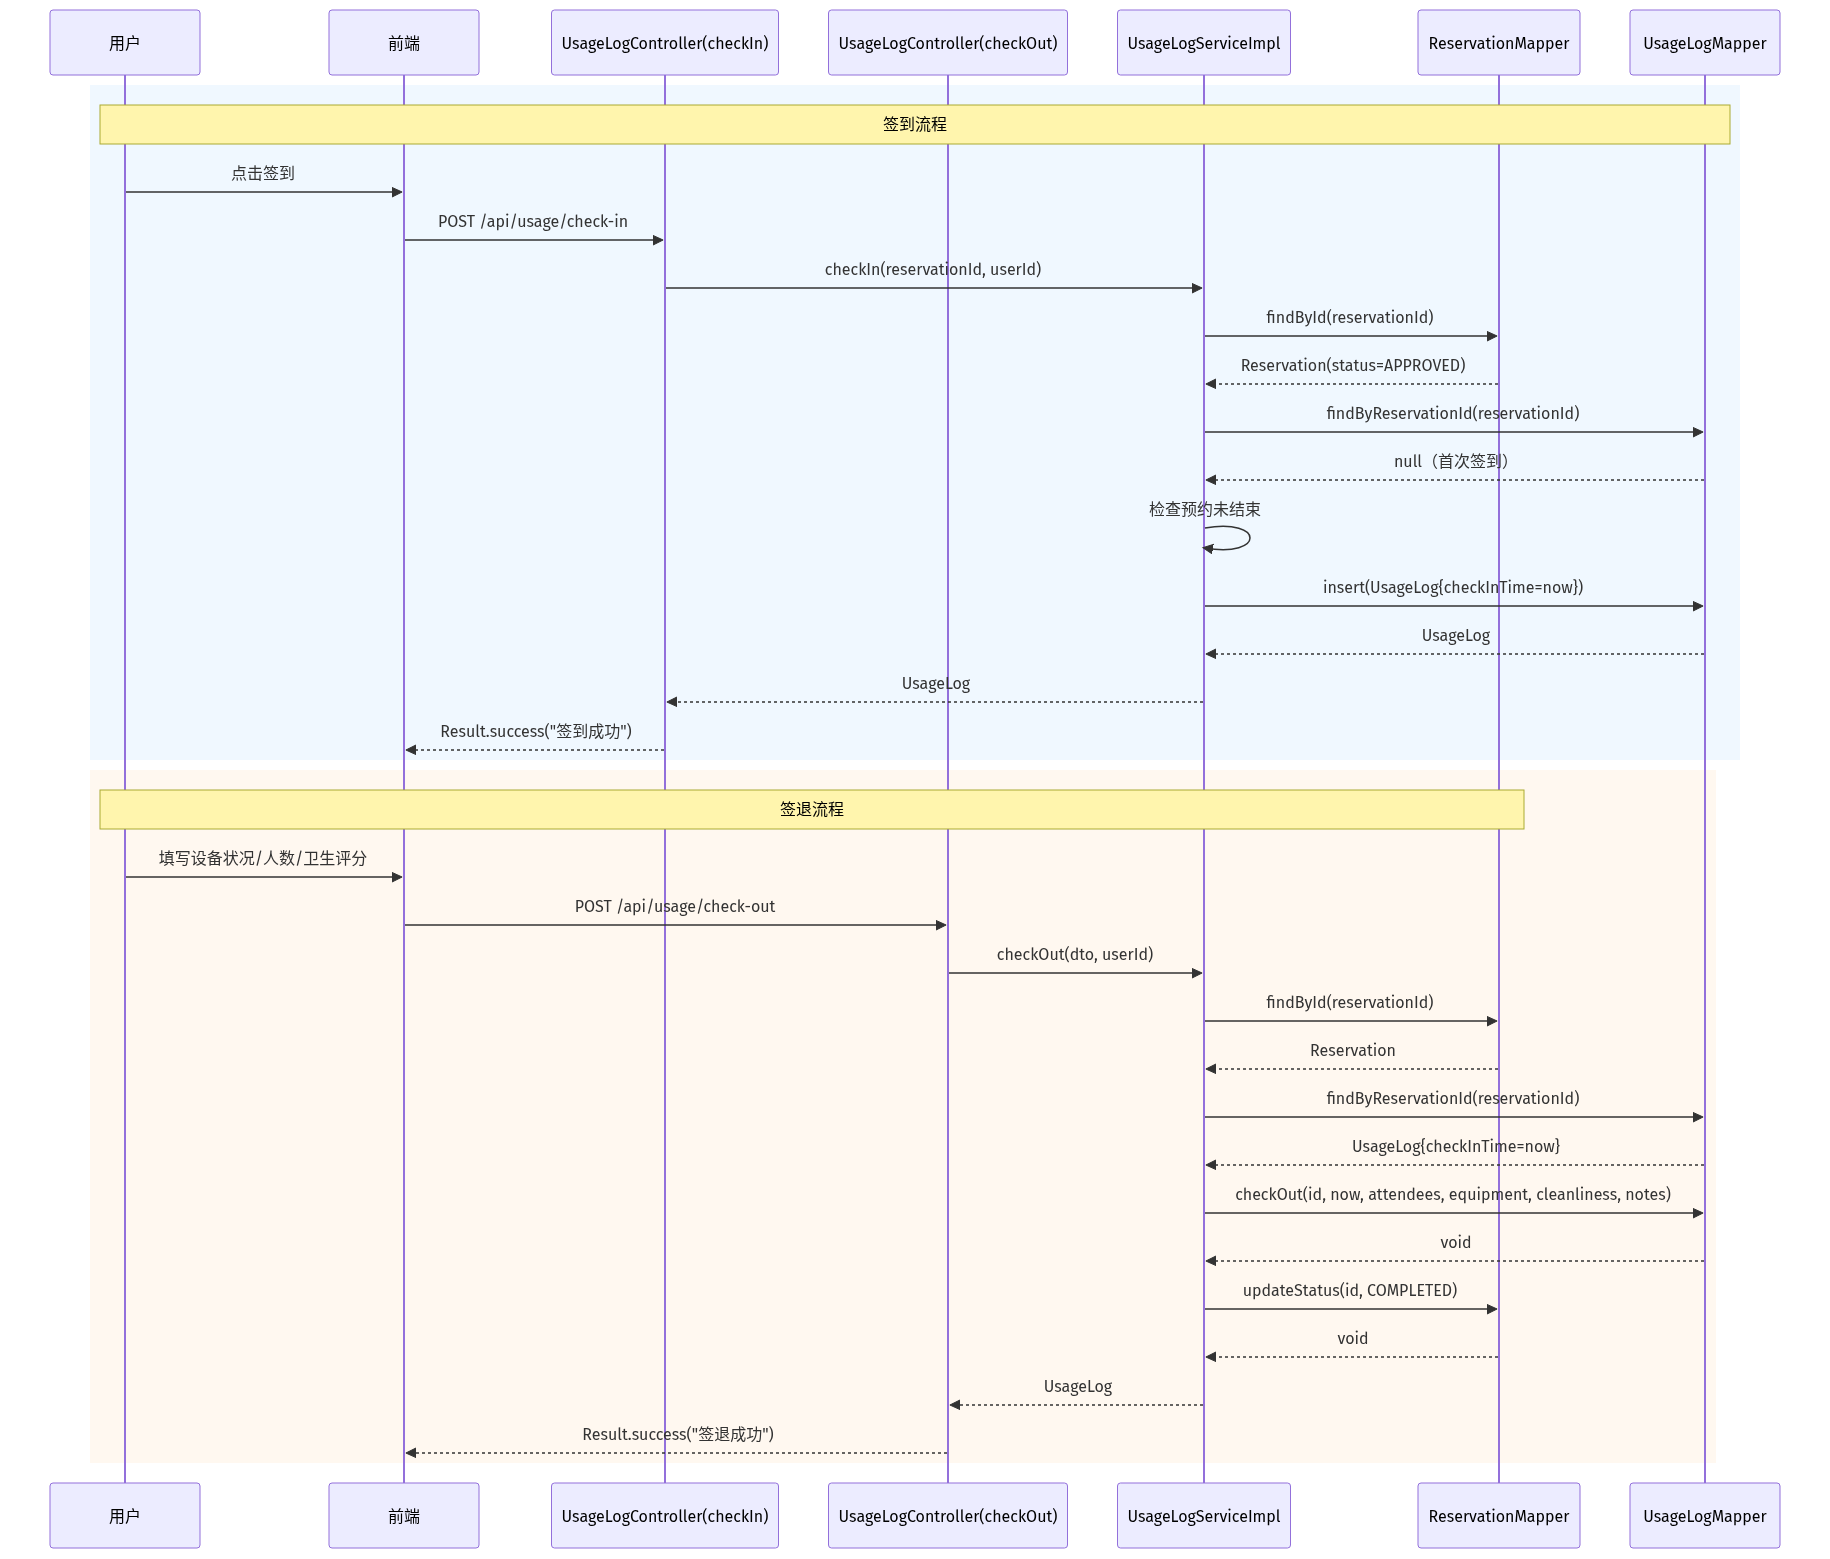 用户
前端
UsageLogController(checkIn)
UsageLogController(checkOut)
UsageLogServiceImpl
ReservationMapper
UsageLogMapper
签到流程
点击签到
POST /api/usage/check-in
checkIn(reservationId, userId)
findById(reservationId)
Reservation(status=APPROVED)
findByReservationId(reservationId)
null（首次签到）
检查预约未结束
insert(UsageLog{checkInTime=now})
UsageLog
UsageLog
Result.success("签到成功")
签退流程
填写设备状况/人数/卫生评分
POST /api/usage/check-out
checkOut(dto, userId)
findById(reservationId)
Reservation
findByReservationId(reservationId)
UsageLog{checkInTime=now}
checkOut(id, now, attendees, equipment, cleanliness, notes)
void
updateStatus(id, COMPLETED)
void
UsageLog
Result.success("签退成功")
用户
前端
UsageLogController(checkIn)
UsageLogController(checkOut)
UsageLogServiceImpl
ReservationMapper
UsageLogMapper